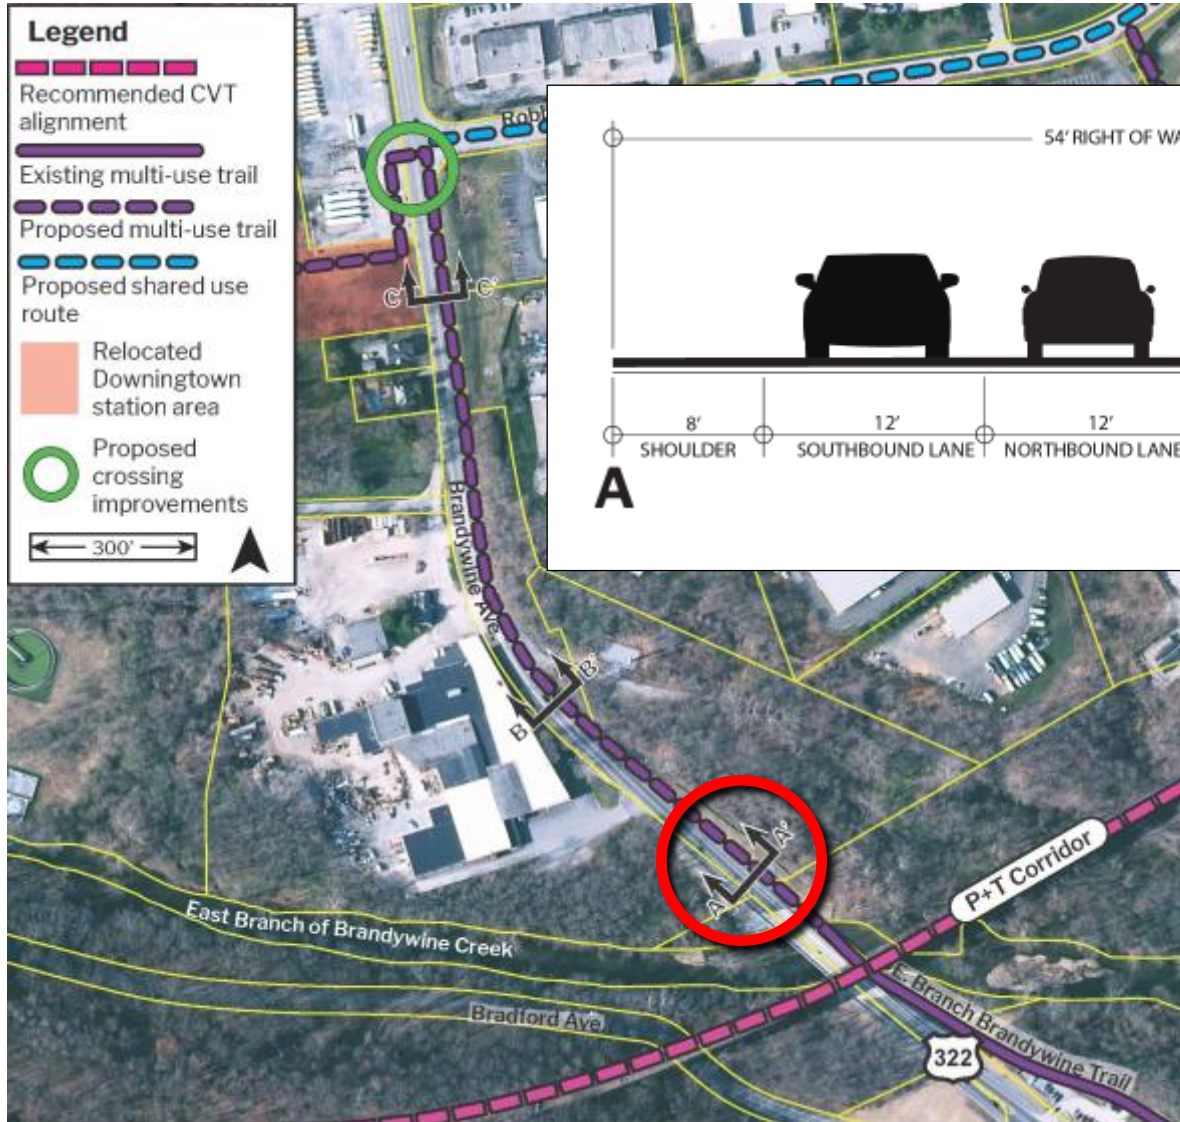 Legend
Recommended CVT
alignment
Existing multi-use trail
Proposed multi-use trail
Proposed shared use
route
Relocated
Downingtown
station area
Proposed
crossing
improvements
300'
54' RIGHT OF WA
8'
SHOULDER
12'
SOUTHBOUND LANE
12'
NORTHBOUND LANE
A
C
C'
Brandywine Ave
B
B'
A
A'
P+T Corridor
East Branch of Brandywine Creek
Bradford Ave
E. Branch Brandywine Trail
322